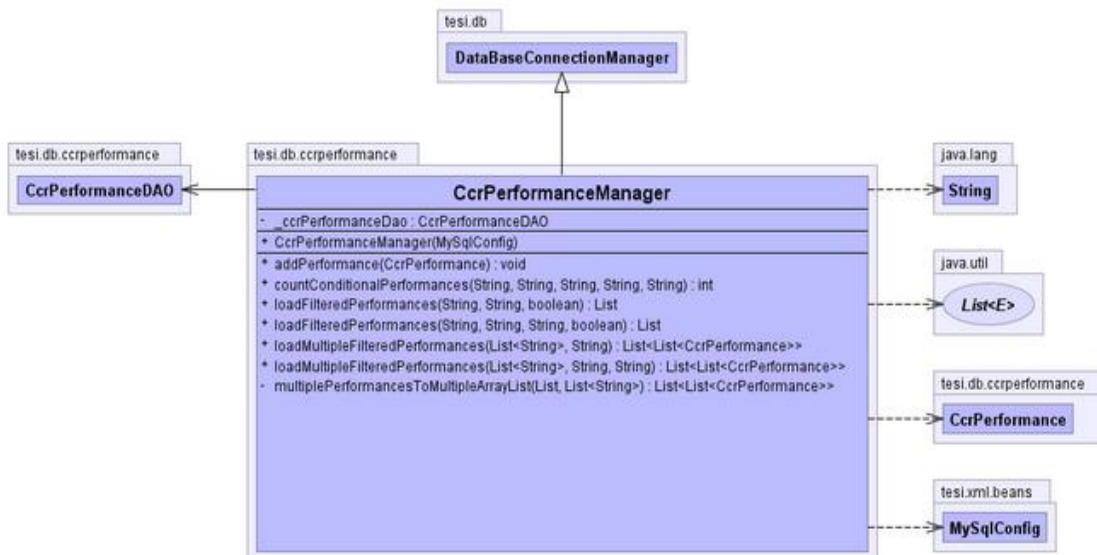 tesi.db
DataBaseConnectionManager
tesi.db.ccrperformance
CcrPerformanceDAO
tesi.db.ccrperformance
CcrPerformanceManager
- _ccrPerformanceDao : CcrPerformanceDAO
+ CcrPerformanceManager(MySqlConfig)
+ addPerformance(CcrPerformance) : void
+ countConditionalPerformances(String, String, String, String, String) : int
+ loadFilteredPerformances(String, String, boolean) : List
+ loadFilteredPerformances(String, String, String, boolean) : List
+ loadMultipleFilteredPerformances(List<String>, String) : List<List<CcrPerformance>>
+ loadMultipleFilteredPerformances(List<String>, String, String) : List<List<CcrPerformance>>
- multiplePerformancesToMultipleArrayList(List, List<String>) : List<List<CcrPerformance>>
java.lang
String
java.util
List<E>
tesi.db.ccrperformance
CcrPerformance
tesi.xml.beans
MySqlConfig